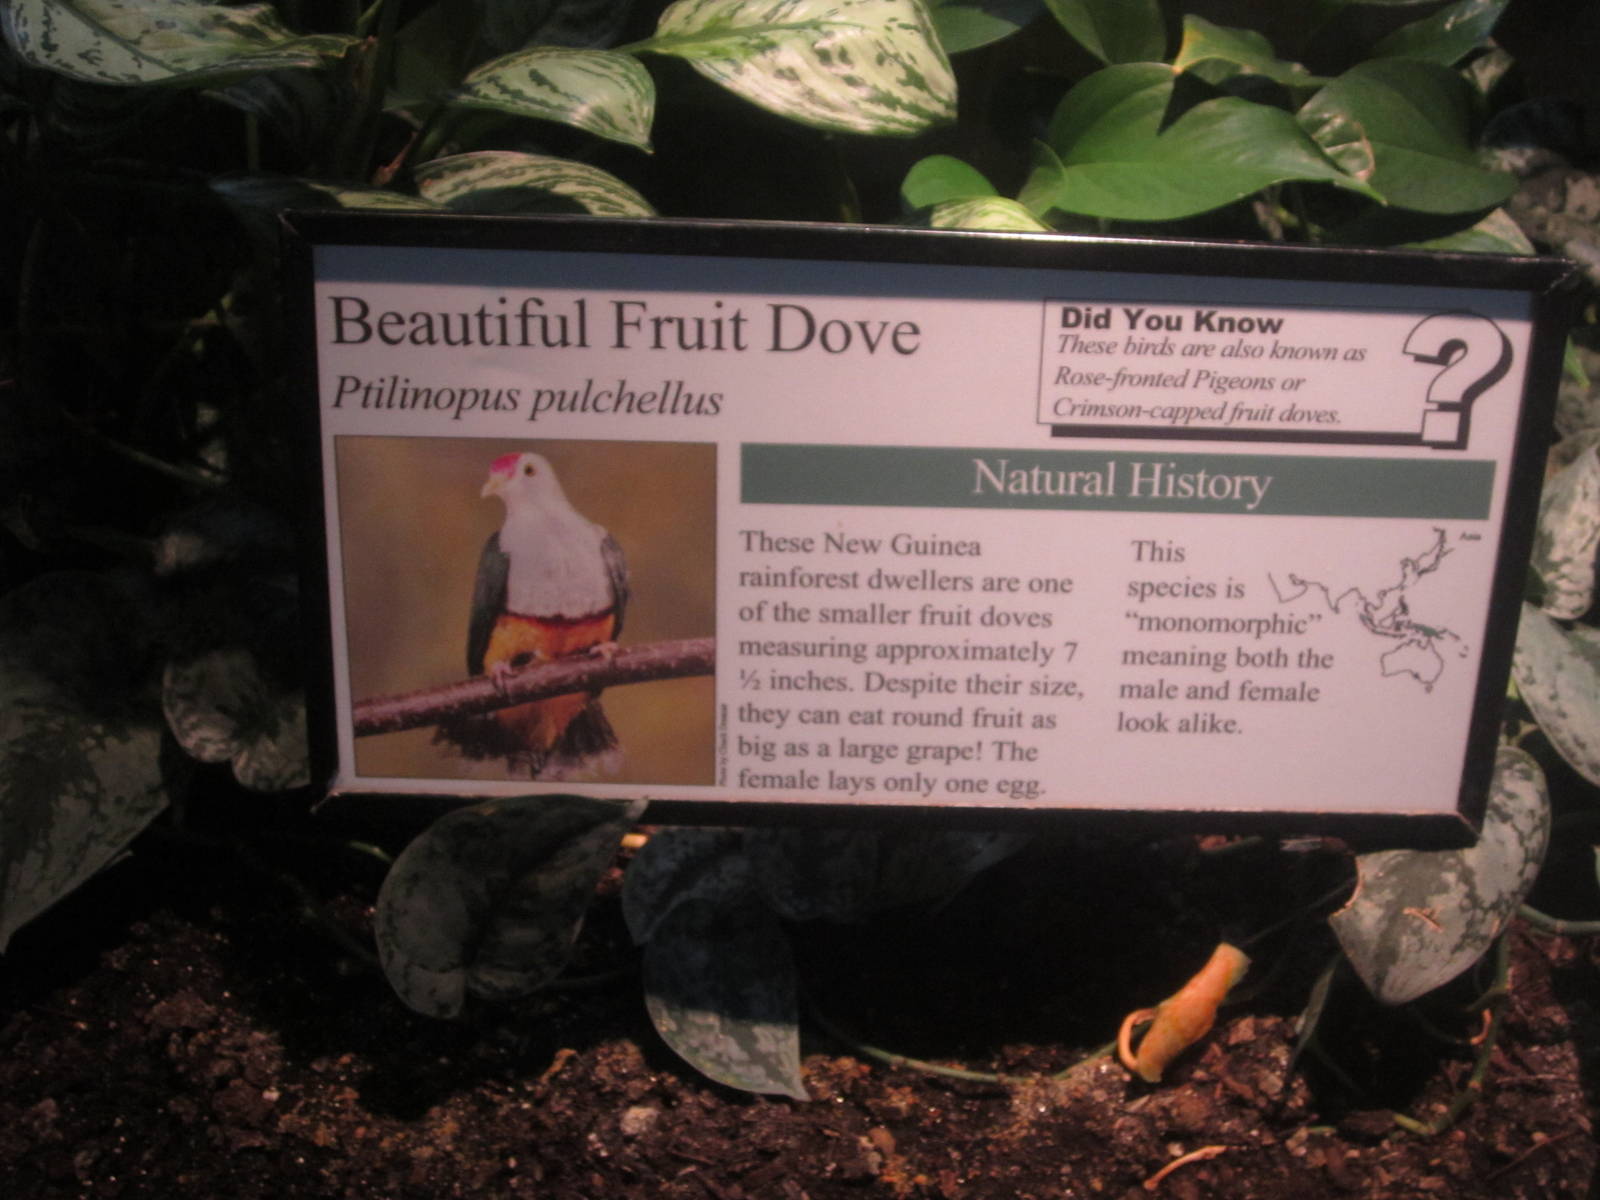 Beautiful Fruit Dove
Ptilinopus pulchellus
Did You Know
These birds are also known as
Rose-fronted Pigeons or
Crimson-capped fruit doves.
?
Natural History
These New Guinea
rainforest dwellers are one
of the smaller fruit doves
measuring approximately 7
½ inches. Despite their size,
they can eat round fruit as
big as a large grape! The
female lays only one egg.
This
species is
“monomorphic”
meaning both the
male and female
look alike.
Asia